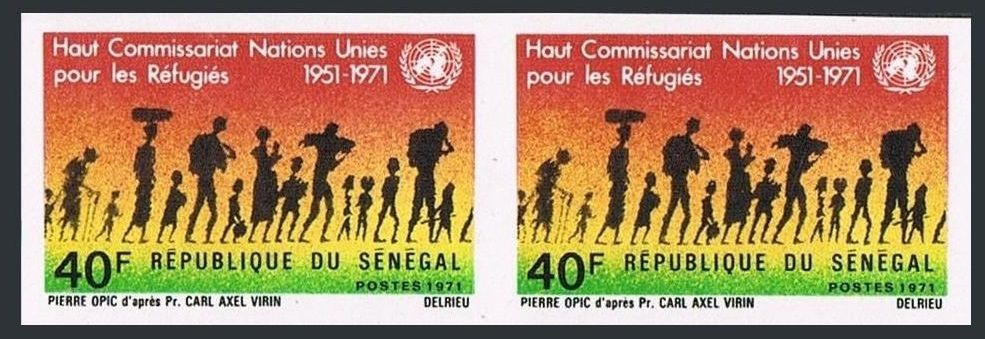 Haut Commissariat Nations Unies
pour les Réfugiés 1951-1971
40F RÉPUBLIQUE DU SÉNÉGAL
POSTES 1971
PIERRE OPIC d'après Pr. CARL AXEL VIRIN DELRIEU
Haut Commissariat Nations Unies
pour les Réfugiés 1951-1971
40F RÉPUBLIQUE DU SÉNÉGAL
POSTES 1971
PIERRE OPIC d'après Pr. CARL AXEL VIRIN DELRIEU